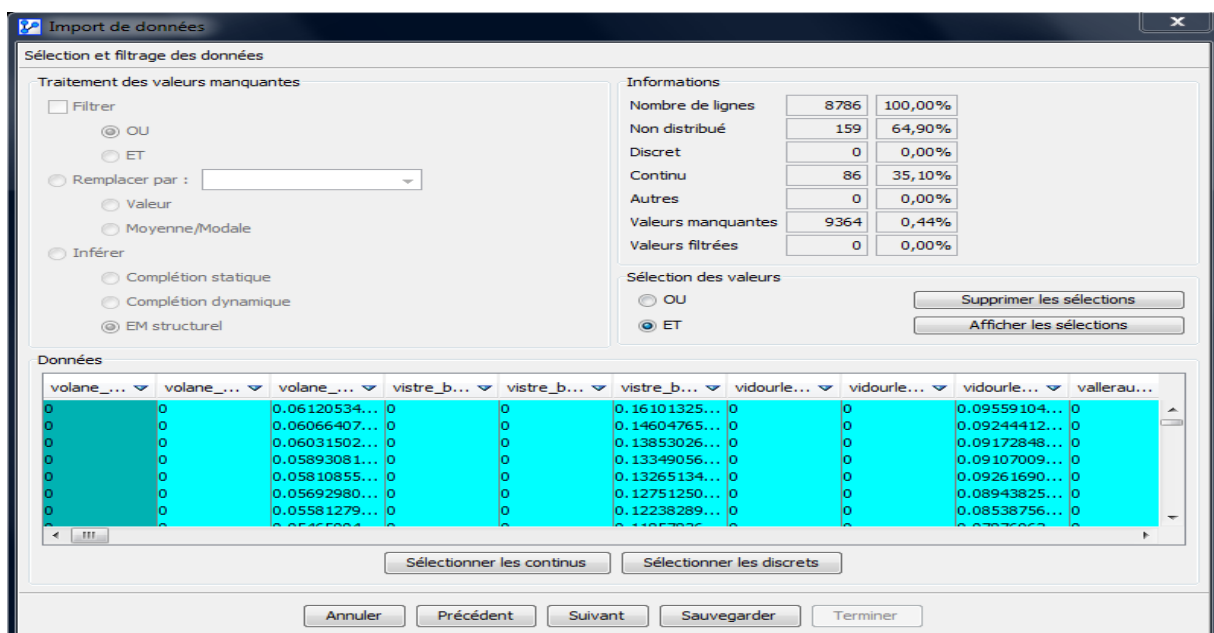 Import de données
Sélection et filtrage des données
Traitement des valeurs manquantes
Filtrer
OU
ET
Remplacer par :
Valeur
Moyenne/Modale
Inférer
Complétion statique
Complétion dynamique
EM structurel
Informations
Nombre de lignes 8786 100,00%
Non distribué 159 64,90%
Discret 0 0,00%
Continu 86 35,10%
Autres 0 0,00%
Valeurs manquantes 9364 0,44%
Valeurs filtrées 0 0,00%
Sélection des valeurs
OU Supprimer les sélections
ET Afficher les sélections
Données
volane_... volane_... volane_... vistre_b... vistre_b... vistre_b... vidourle... vidourle... vidourle... vallerau...
0 0 0.06120534... 0 0 0.16101325... 0 0 0.09559104... 0
0 0 0.06066407... 0 0 0.14604765... 0 0 0.09244412... 0
0 0 0.06031502... 0 0 0.13853026... 0 0 0.09172848... 0
0 0 0.05893081... 0 0 0.13349056... 0 0 0.09107009... 0
0 0 0.05810855... 0 0 0.13265134... 0 0 0.09261690... 0
0 0 0.05692980... 0 0 0.12751250... 0 0 0.08943825... 0
0 0 0.05581279... 0 0 0.12238289... 0 0 0.08538756... 0
Sélectionner les continus Sélectionner les discrets
Annuler Précédent Suivant Sauvegarder Terminer